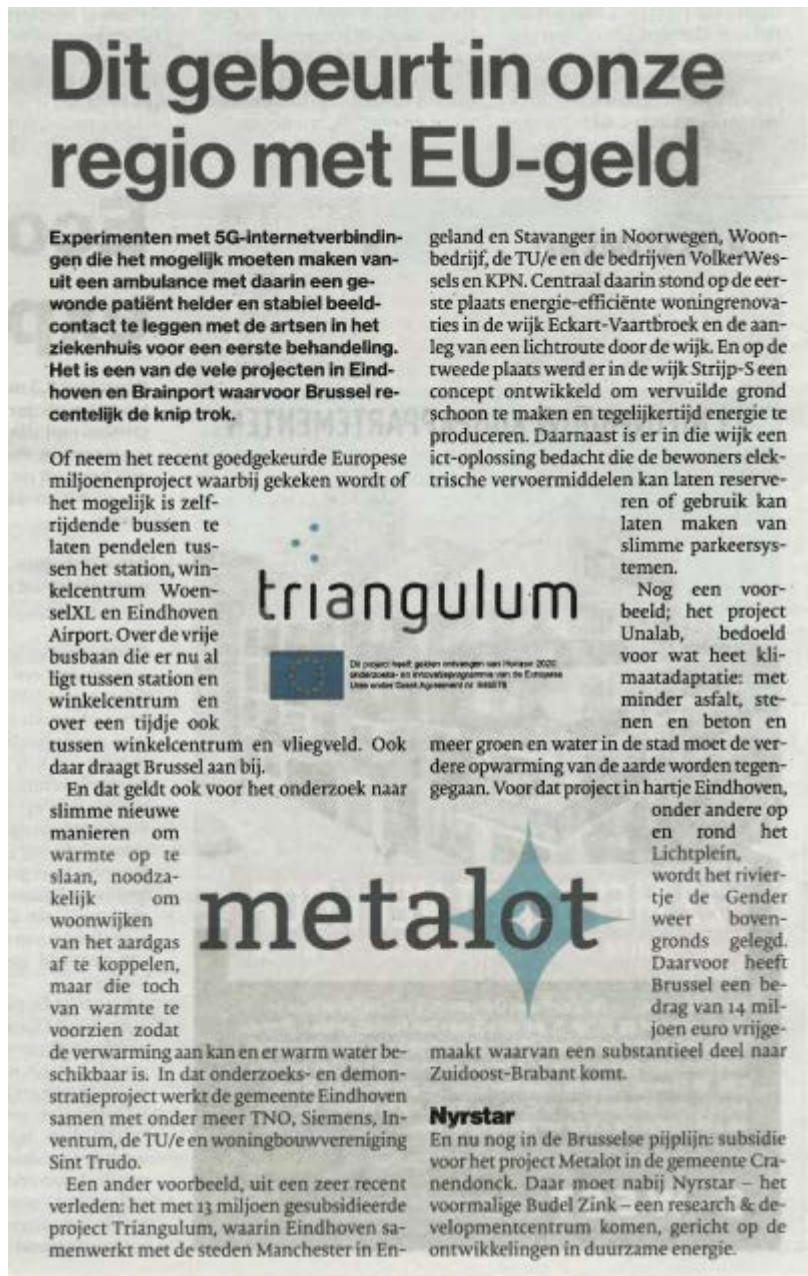 Dit gebeurt in onze
regio met EU-geld
Experimenten met 5G-internetverbindin-
gen die het mogelijk moeten maken van-
uit een ambulance met daarin een ge-
wonde patiënt helder en stabiel beeld-
contact te leggen met de artsen in het
ziekenhuis voor een eerste behandeling.
Het is een van de vele projecten in Eind-
hoven en Brainport waarvoor Brussel re-
centelijk de knip trok.
Of neem het recent goedgekeurde Europese
miljoenenproject waarbij gekeken wordt of
het mogelijk is zelf-
rijdende bussen te
laten pendelen tus-
sen het station, win-
kelcentrum Woen-
selXL en Eindhoven
Airport. Over de vrije
busbaan die er nu al
ligt tussen station en
winkelcentrum en
over een tijdje ook
tussen winkelcentrum en vliegveld. Ook
daar draagt Brussel aan bij.
En dat geldt ook voor het onderzoek naar
slimme nieuwe
manieren om
warmte op te
slaan, noodza-
kelijk om
woonwijken
van het aardgas
af te koppelen,
maar die toch
van warmte te
voorzien zodat
de verwarming aan kan en er warm water be-
schikbaar is. In dat onderzoeks- en demon-
stratieproject werkt de gemeente Eindhoven
samen met onder meer TNO, Siemens, In-
ventum, de TU/e en woningbouwvereniging
Sint Trudo.
Een ander voorbeeld, uit een zeer recent
verleden: het met 13 miljoen gesubsidieerde
project Triangulum, waarin Eindhoven sa-
menwerkt met de steden Manchester in En-
geland en Stavanger in Noorwegen, Woon-
bedrijf, de TU/e en de bedrijven VolkerWes-
sels en KPN. Centraal daarin stond op de eer-
ste plaats energie-efficiënte woningrenova-
ties in de wijk Eckart-Vaartbroek en de aan-
leg van een lichtroute door de wijk. En op de
tweede plaats werd er in de wijk Strijp-S een
concept ontwikkeld om vervuilde grond
schoon te maken en tegelijkertijd energie te
produceren. Daarnaast is er in die wijk een
ict-oplossing bedacht die de bewoners elek-
trische vervoermiddelen kan laten reserve-
ren of gebruik kan
laten maken van
slimme parkeersys-
temen.
Nog een voor-
beeld; het project
Unalab, bedoeld
voor wat heet kli-
maatadaptatie: met
minder asfalt, ste-
nen en beton en
meer groen en water in de stad moet de ver-
dere opwarming van de aarde worden tegen-
gegaan. Voor dat project in hartje Eindhoven,
onder andere op
en rond het
Lichtplein,
wordt het rivier-
tje de Gender
weer boven-
gronds gelegd.
Daarvoor heeft
Brussel een be-
drag van 14 mil-
joen euro vrijge-
maakt waarvan een substantieel deel naar
Zuidoost-Brabant komt.
Nyrstar
En nu nog in de Brusselse pijplijn: subsidie
voor het project Metalot in de gemeente Cra-
nendonck. Daar moet nabij Nyrstar – het
voormalige Budel Zink – een research & de-
velopmentcentrum komen, gericht op de
ontwikkelingen in duurzame energie.
triangulum
Dit project heeft gelden ontvangen van Horizon 2020
onderzoeks- en innovatieprogramma van de Europese
Unie onder Grant Agreement nr.
metalot